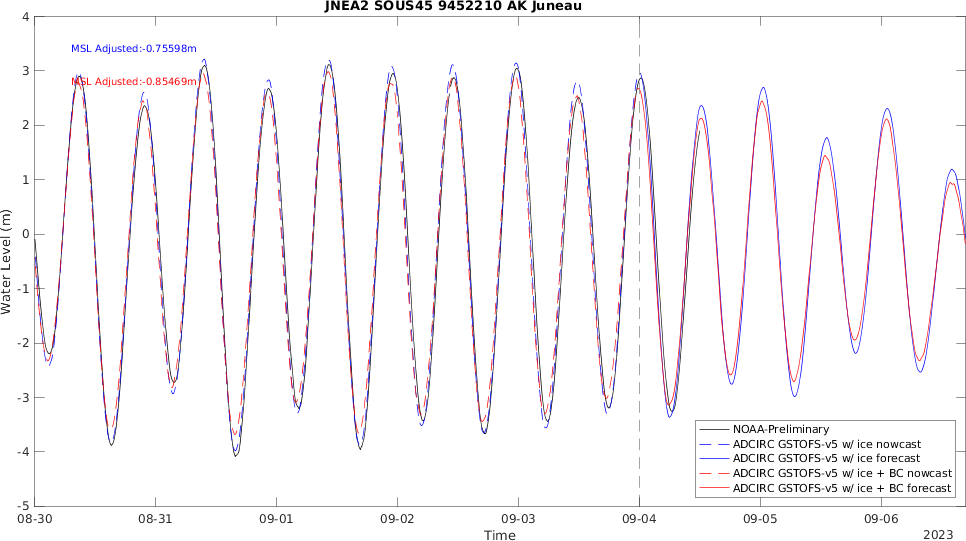 JNEA2 SOUS45 9452210 AK Juneau
MSL Adjusted:-0.75598m
MSL Adjusted:-0.85469m
4
3
2
1
0
-1
-2
-3
-4
-5
Water Level (m)
08-30
08-31
09-01
09-02
09-03
09-04
09-05
09-06
Time
2023
NOAA-Preliminary
ADCIRC GSTOFS-v5 w/ ice nowcast
ADCIRC GSTOFS-v5 w/ ice forecast
ADCIRC GSTOFS-v5 w/ ice + BC nowcast
ADCIRC GSTOFS-v5 w/ ice + BC forecast